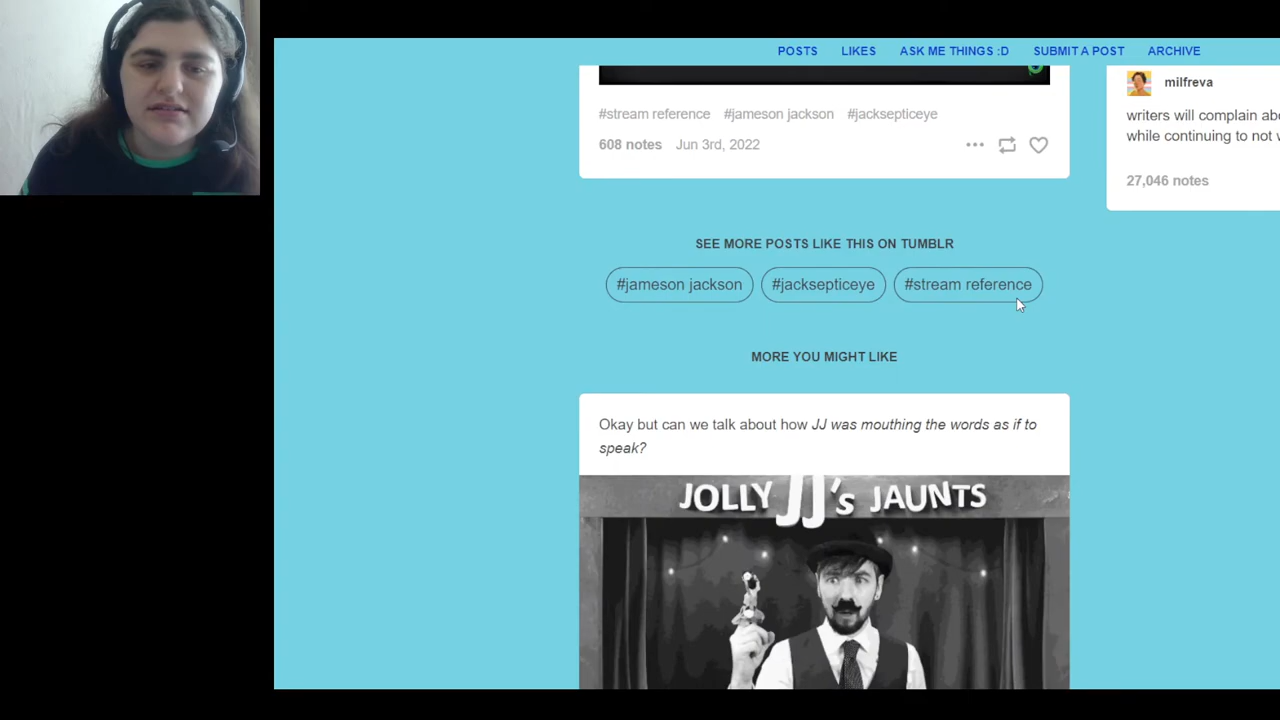 POSTS LIKES ASK ME THINGS :D SUBMIT A POST ARCHIVE
#stream reference #jameson jackson #jacksepticeye
608 notes Jun 3rd, 2022
milfreva
writers will complain
while continuing to not
27,046 notes
SEE MORE POSTS LIKE THIS ON TUMBLR
#jameson jackson #jacksepticeye #stream reference
MORE YOU MIGHT LIKE
Okay but can we talk about how JJ was mouthing the words as if to
speak?
JOLLY JJ's JAUNTS